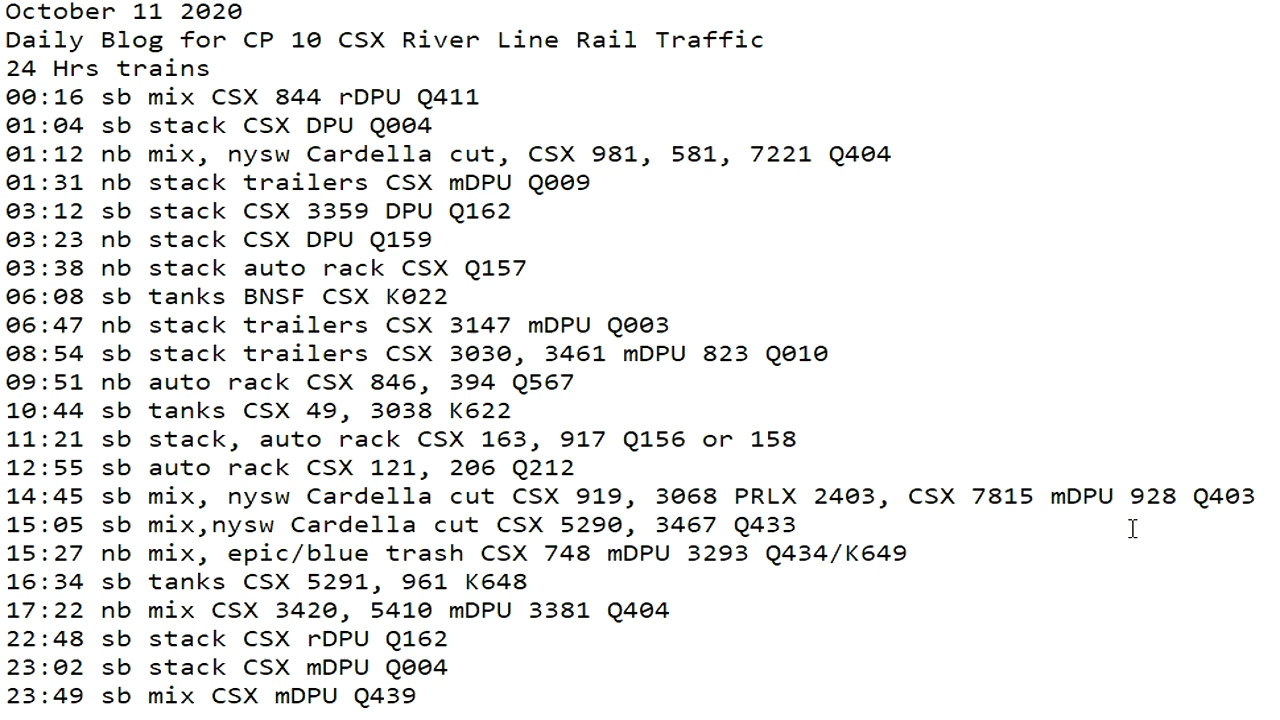 October 11 2020
Daily Blog for CP 10 CSX River Line Rail Traffic
24 Hrs trains
00:16 sb mix CSX 844 rDPU Q411
01:04 sb stack CSX DPU Q004
01:12 nb mix, nysw Cardella cut, CSX 981, 581, 7221 Q404
01:31 nb stack trailers CSX mDPU Q009
03:12 sb stack CSX 3359 DPU Q162
03:23 nb stack CSX DPU Q159
03:38 nb stack auto rack CSX Q157
06:08 sb tanks BNSF CSX K022
06:47 nb stack trailers CSX 3147 mDPU Q003
08:54 sb stack trailers CSX 3030, 3461 mDPU 823 Q010
09:51 nb auto rack CSX 846, 394 Q567
10:44 sb tanks CSX 49, 3038 K622
11:21 sb stack, auto rack CSX 163, 917 Q156 or 158
12:55 sb auto rack CSX 121, 206 Q212
14:45 sb mix, nysw Cardella cut CSX 919, 3068 PRLX 2403, CSX 7815 mDPU 928 Q403
15:05 sb mix,nysw Cardella cut CSX 5290, 3467 Q433
15:27 nb mix, epic/blue trash CSX 748 mDPU 3293 Q434/K649
16:34 sb tanks CSX 5291, 961 K648
17:22 nb mix CSX 3420, 5410 mDPU 3381 Q404
22:48 sb stack CSX rDPU Q162
23:02 sb stack CSX mDPU Q004
23:49 sb mix CSX mDPU Q439